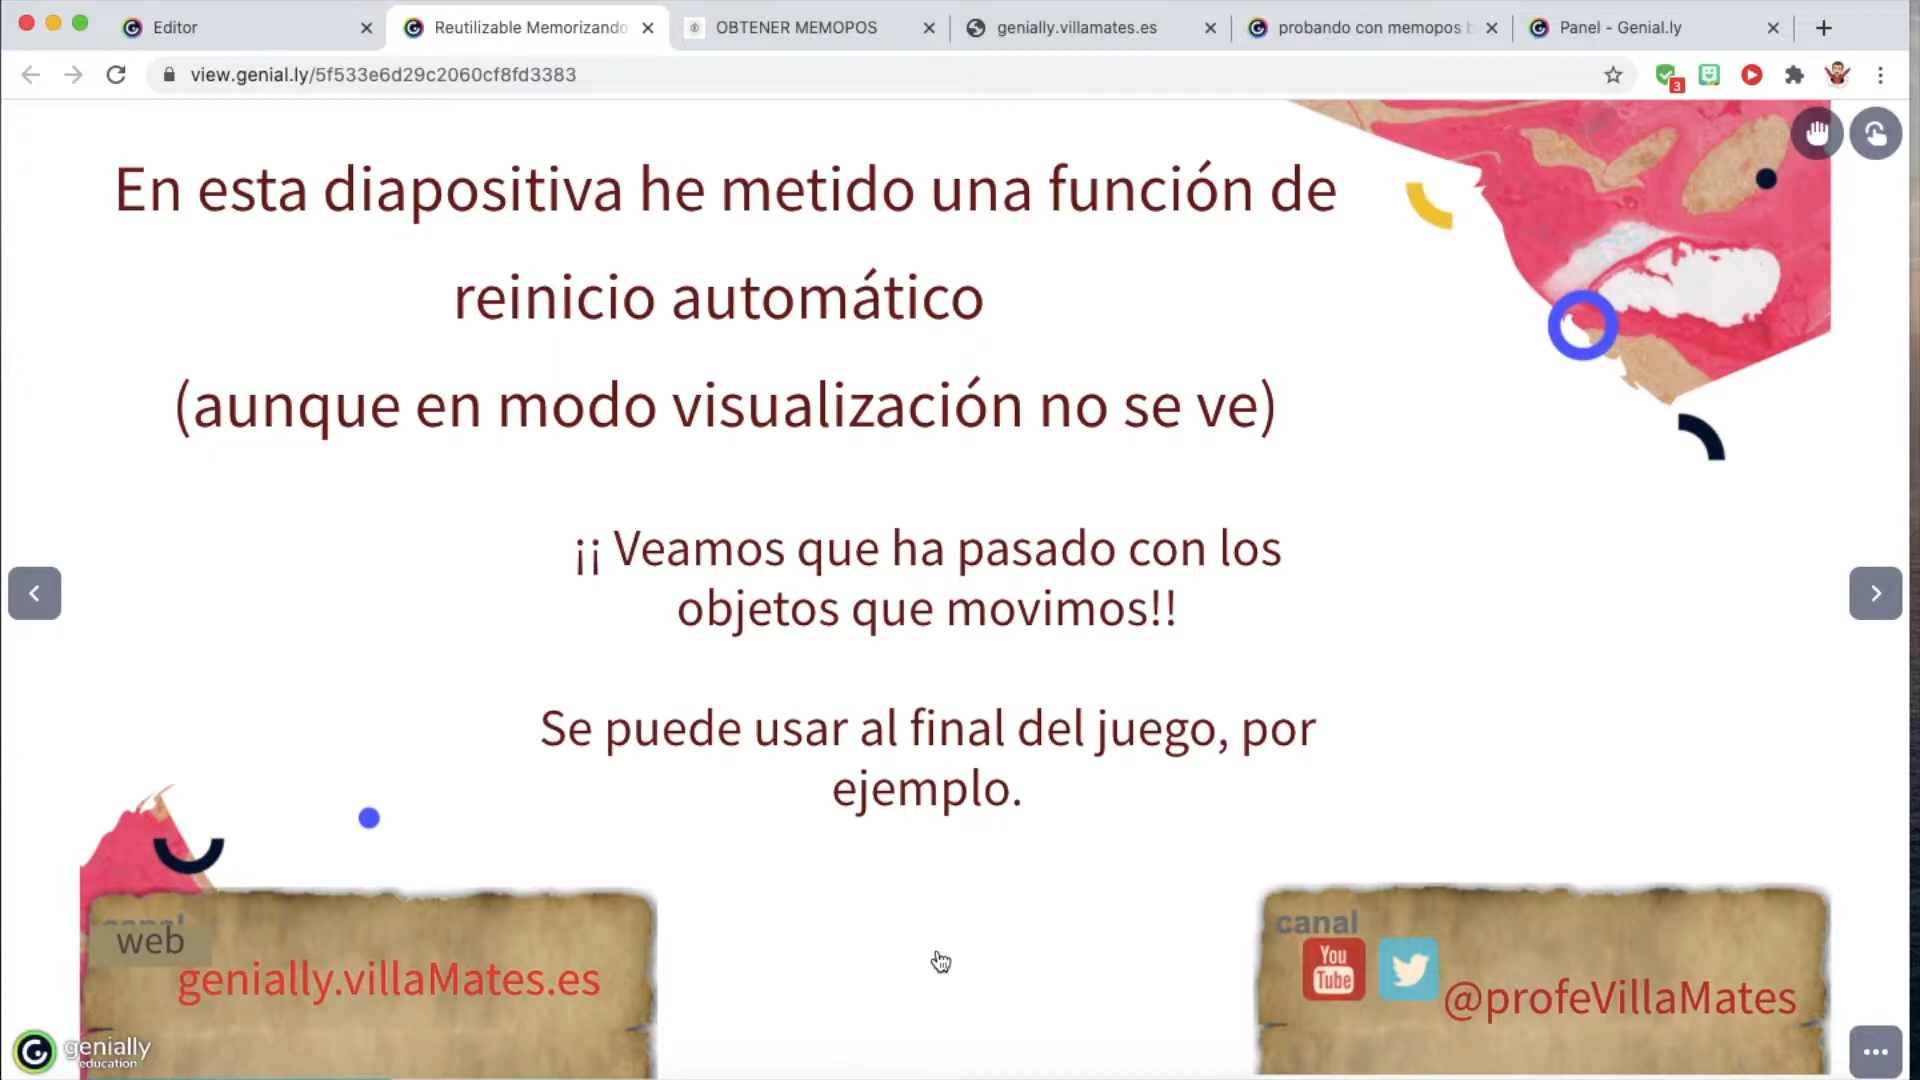 Editor
Reutilizable Memorizando
OBTENER MEMOPOS
genially.villamates.es
probando con memopos
Panel - Genial.ly
view.genial.ly/5f533e6d29c2060cf8fd3383
3
En esta diapositiva he metido una función de
reinicio automático
(aunque en modo visualización no se ve)
¡¡ Veamos que ha pasado con los
objetos que movimos!!
Se puede usar al final del juego, por
ejemplo.
canal
web
genially.villaMates.es
canal
You
Tube
@profeVillaMates
genially
education